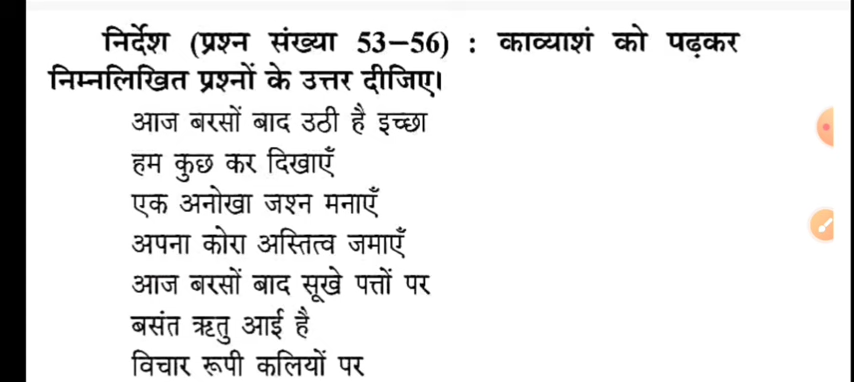 निर्देश (प्रश्न संख्या 53–56) : काव्याशं को पढ़कर
निम्नलिखित प्रश्नों के उत्तर दीजिए।
आज बरसों बाद उठी है इच्छा
हम कुछ कर दिखाएँ
एक अनोखा जश्न मनाएँ
अपना कोरा अस्तित्व जमाएँ
आज बरसों बाद सूखे पत्तों पर
बसंत ऋतु आई है
विचार रूपी कलियों पर